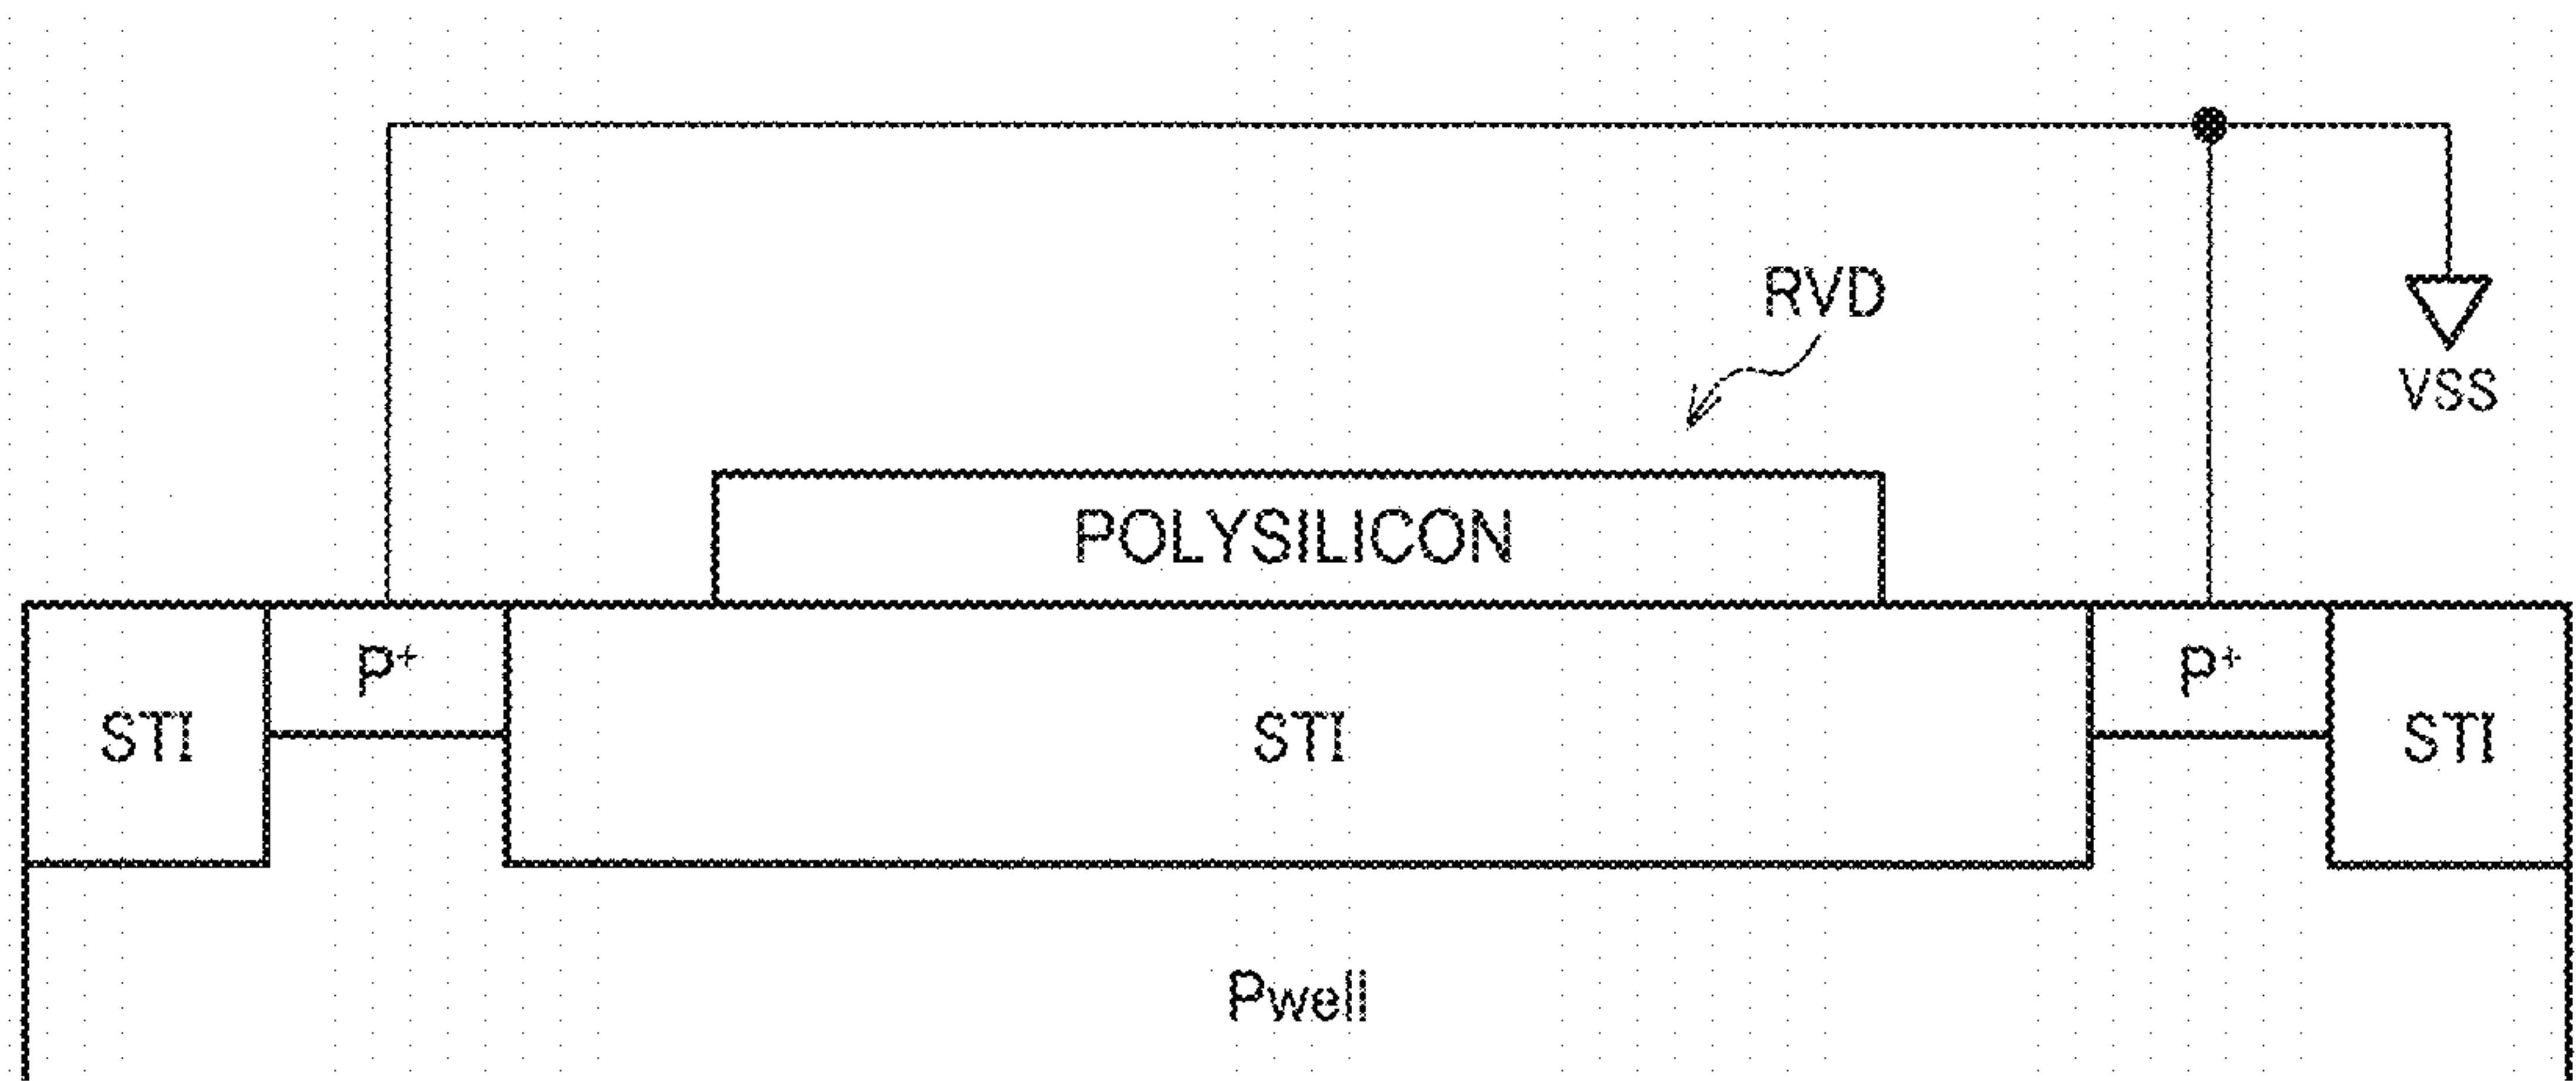 RVD
VSS
POLYSILICON
P+
P+
STI
STI
STI
Pwell